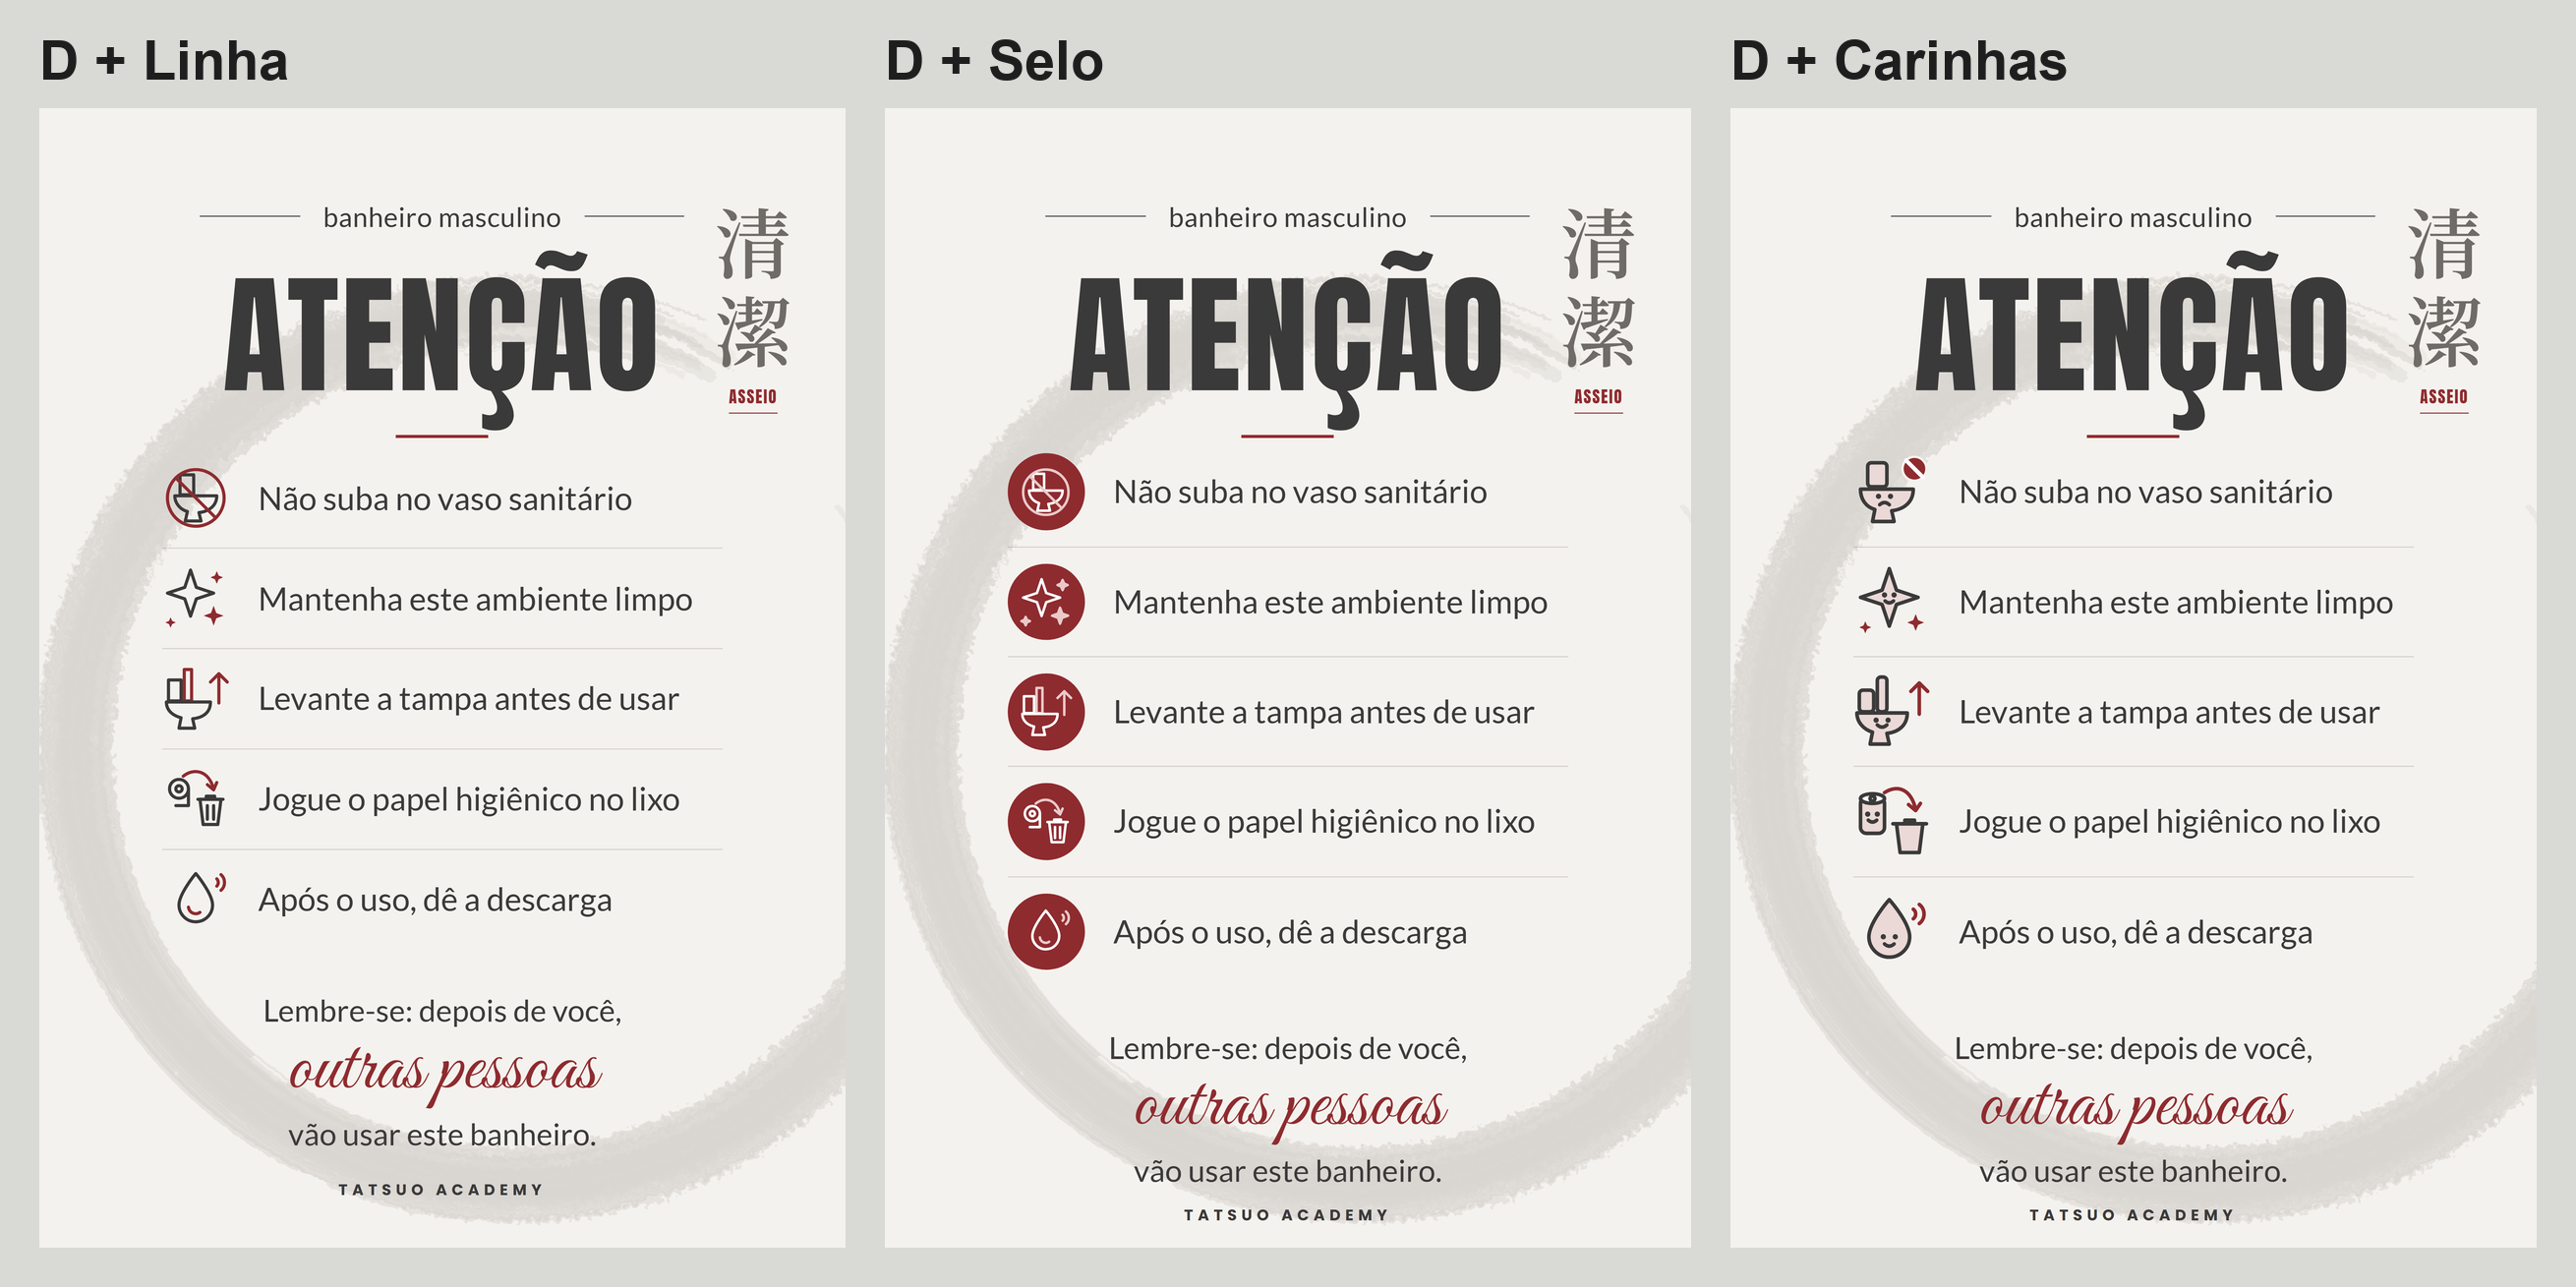 D + Linha
banheiro masculino
ATENÇÃO
清
潔
ASSEIO
Não suba no vaso sanitário
Mantenha este ambiente limpo
Levante a tampa antes de usar
Jogue o papel higiênico no lixo
Após o uso, dê a descarga
Lembre-se: depois de você,
outras pessoas
vão usar este banheiro.
TATSUO ACADEMY
D + Selo
banheiro masculino
ATENÇÃO
清
潔
ASSEIO
Não suba no vaso sanitário
Mantenha este ambiente limpo
Levante a tampa antes de usar
Jogue o papel higiênico no lixo
Após o uso, dê a descarga
Lembre-se: depois de você,
outras pessoas
vão usar este banheiro.
TATSUO ACADEMY
D + Carinhas
banheiro masculino
ATENÇÃO
清
潔
ASSEIO
Não suba no vaso sanitário
Mantenha este ambiente limpo
Levante a tampa antes de usar
Jogue o papel higiênico no lixo
Após o uso, dê a descarga
Lembre-se: depois de você,
outras pessoas
vão usar este banheiro.
TATSUO ACADEMY